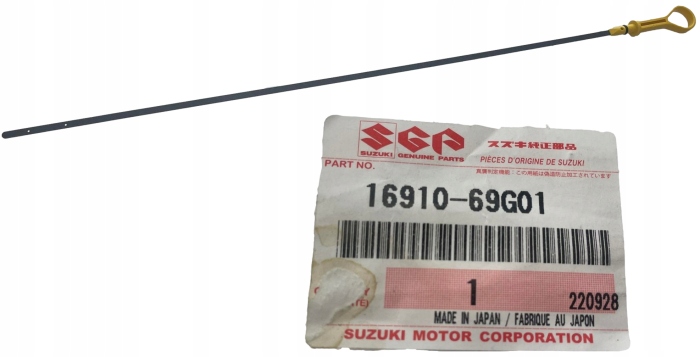 SGP
SUZUKI GENUINE PARTS
スズキ純正部品
PIÈCES D'ORIGINE DE SUZUKI
PART NO.
16910-69G01
1
220928
MADE IN JAPAN / FABRIQUE AU JAPON
SUZUKI MOTOR CORPORATION